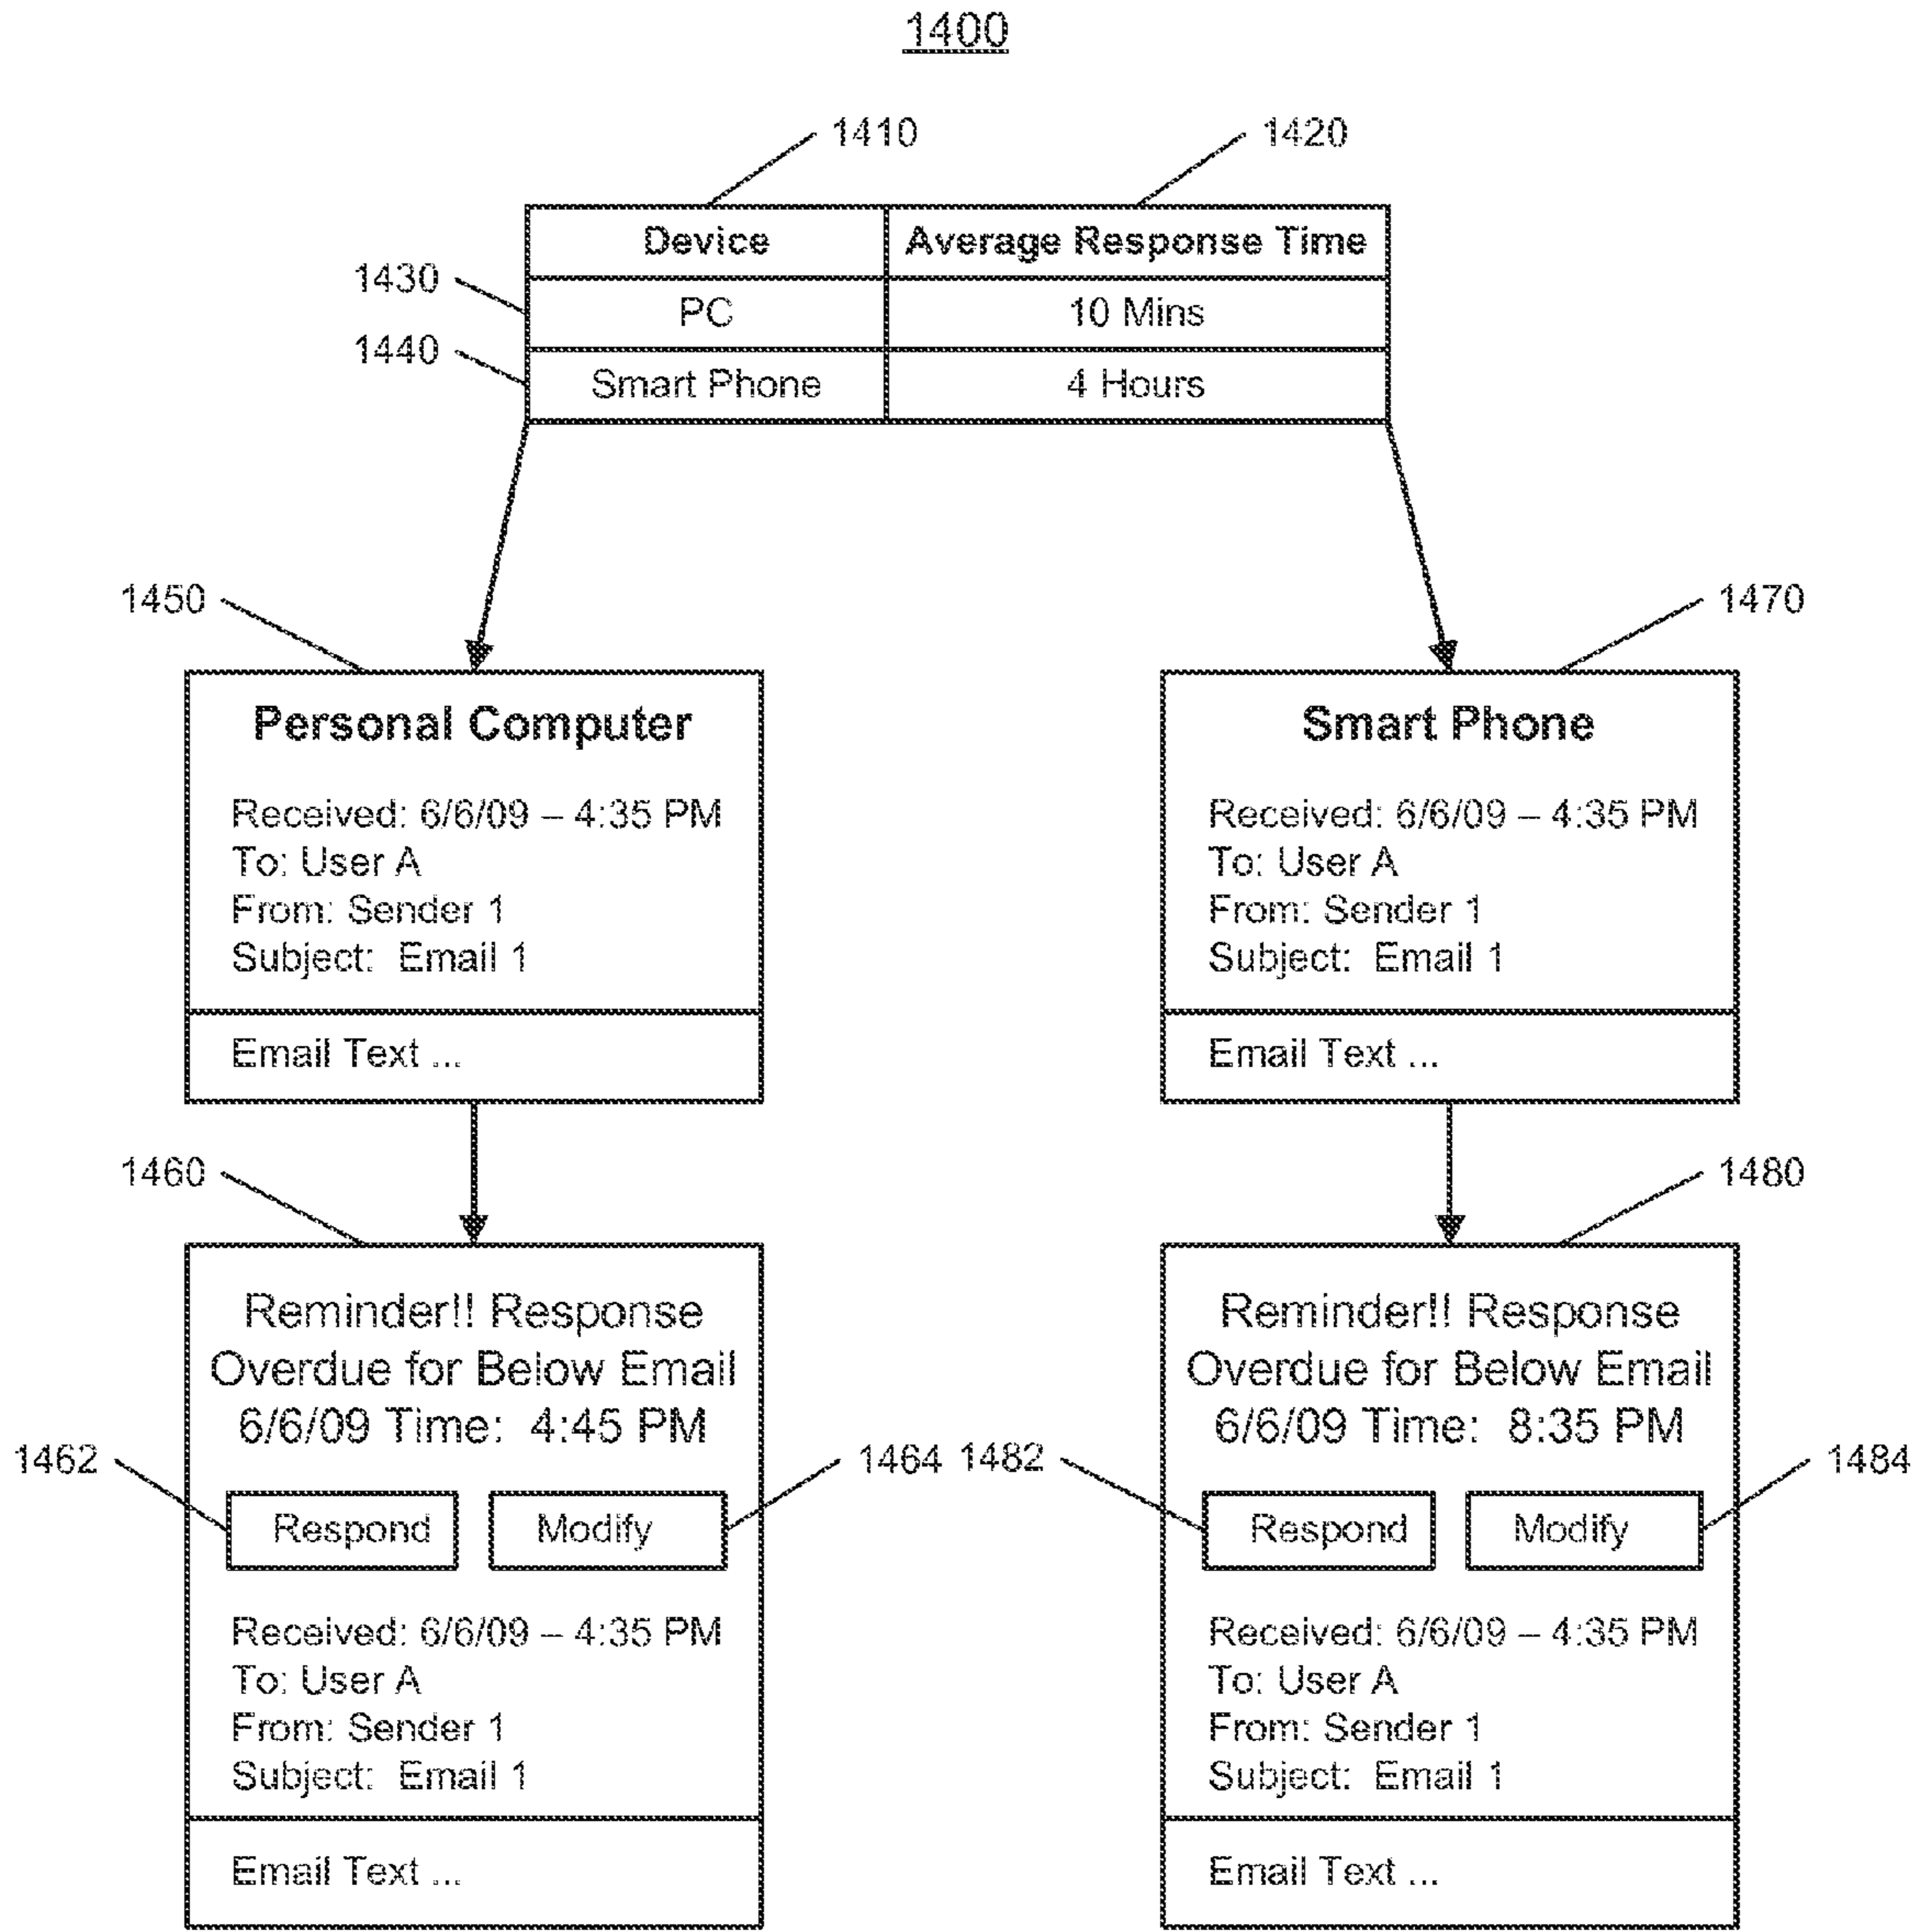 1400
1410
1420
Device Average Response Time
1430
PC 10 Mins
1440
Smart Phone 4 Hours
1450
Personal Computer
Received: 6/6/09 – 4:35 PM
To: User A
From: Sender 1
Subject: Email 1
Email Text ...
1470
Smart Phone
Received: 6/6/09 – 4:35 PM
To: User A
From: Sender 1
Subject: Email 1
Email Text ...
1460
Reminder!! Response
Overdue for Below Email
6/6/09 Time: 4:45 PM
1462
1464
Respond Modify
Received: 6/6/09 – 4:35 PM
To: User A
From: Sender 1
Subject: Email 1
Email Text ...
1480
Reminder!! Response
Overdue for Below Email
6/6/09 Time: 8:35 PM
1482
1484
Respond Modify
Received: 6/6/09 – 4:35 PM
To: User A
From: Sender 1
Subject: Email 1
Email Text ...